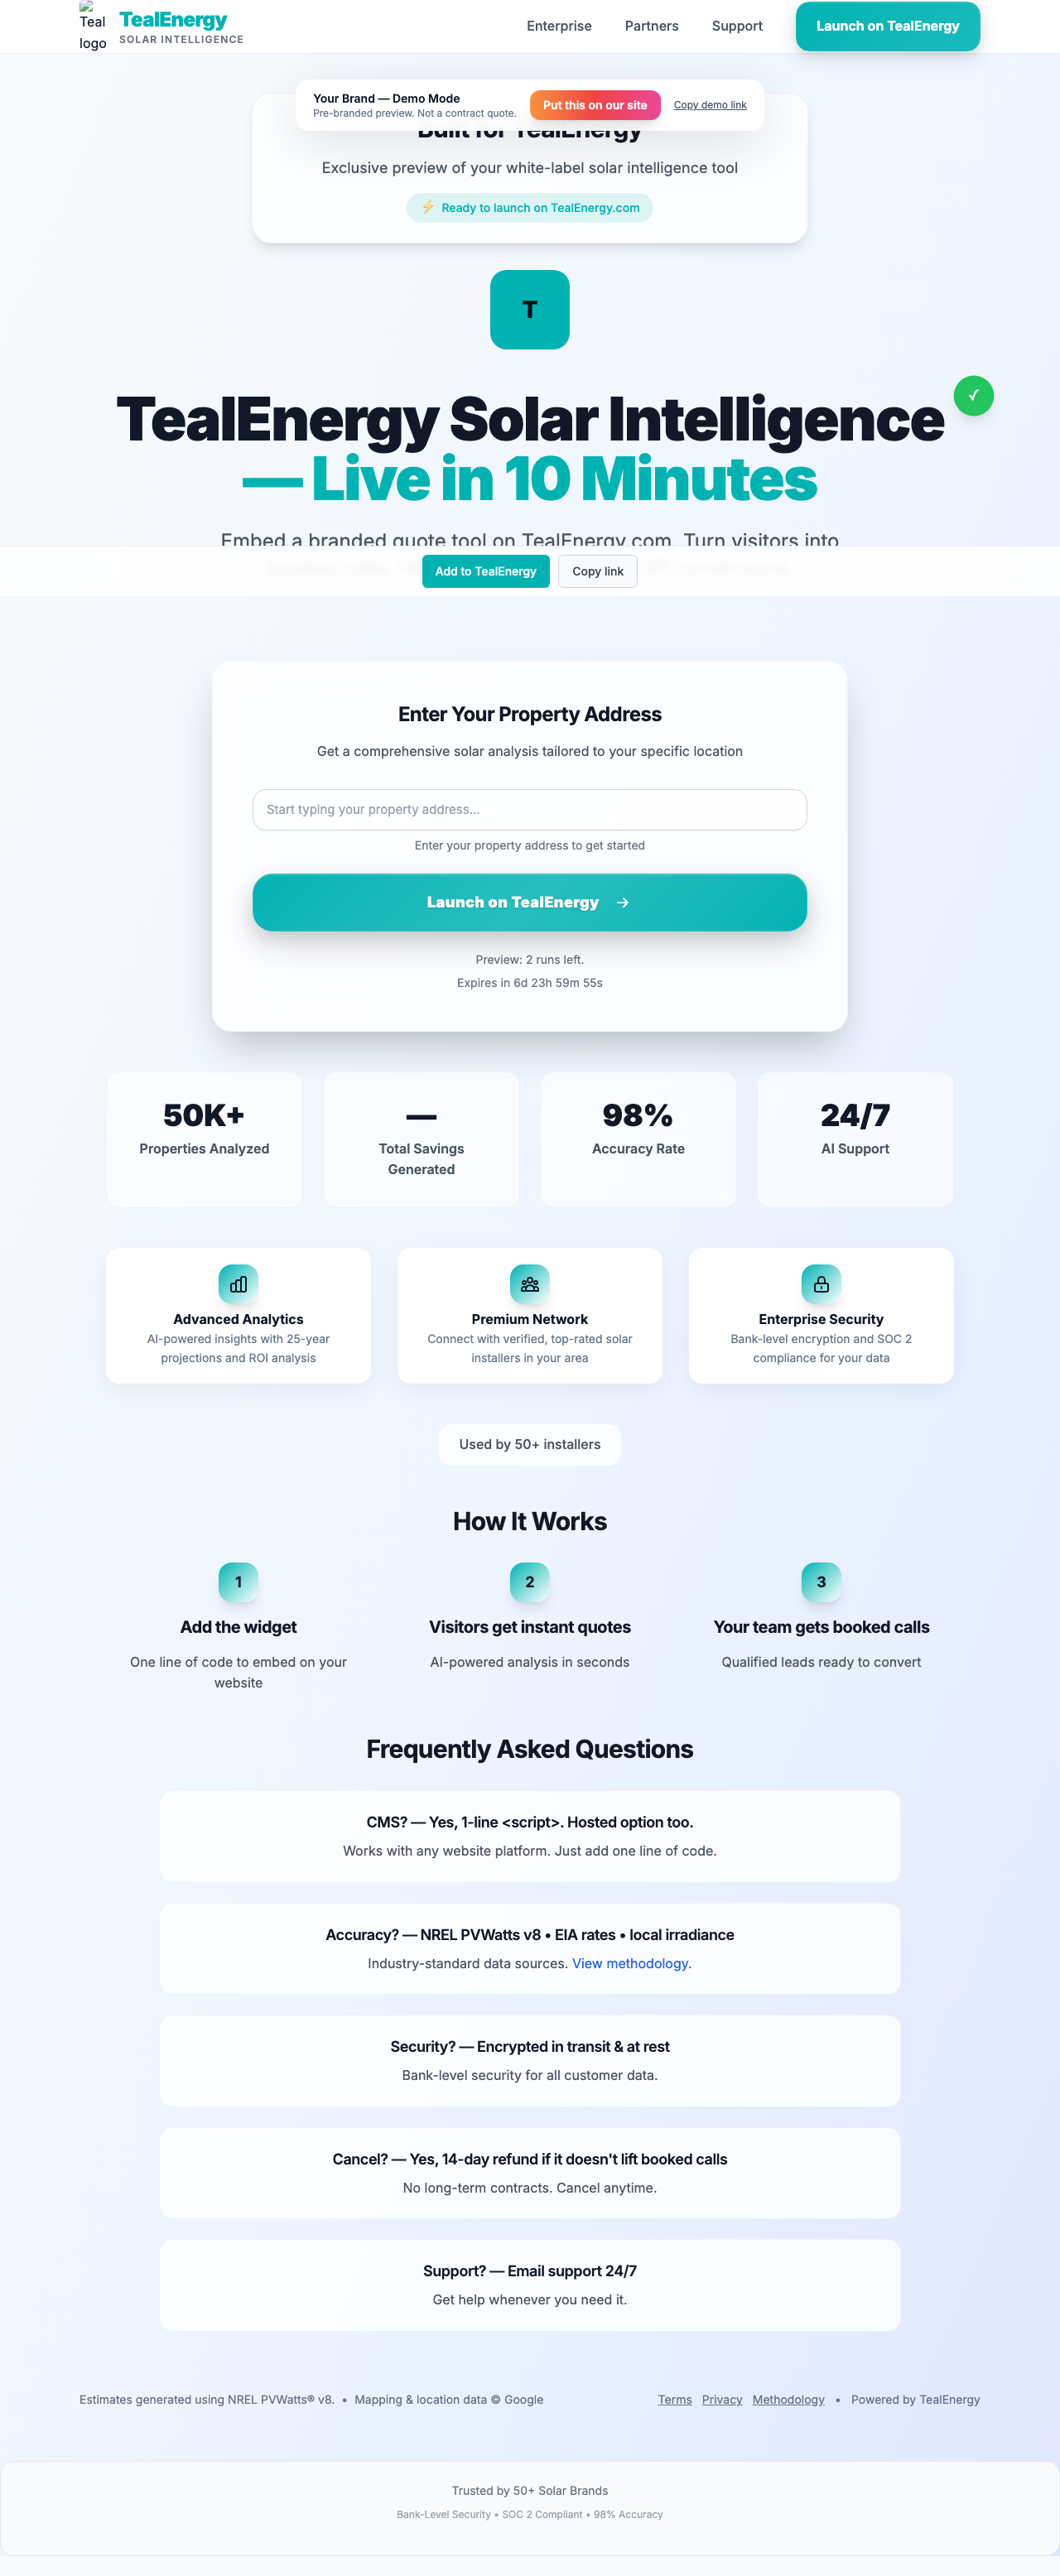 Teal
logo
TealEnergy
SOLAR INTELLIGENCE
Enterprise
Partners
Support
Launch on TealEnergy
Your Brand — Demo Mode
Pre-branded preview. Not a contract quote.
Put this on our site
Copy demo link
Built for TealEnergy
Exclusive preview of your white-label solar intelligence tool
⚡ Ready to launch on TealEnergy.com
T
✓
TealEnergy Solar Intelligence
— Live in 10 Minutes
Embed a branded quote tool on TealEnergy.com. Turn visitors into
Add to TealEnergy
Copy link
Enter Your Property Address
Get a comprehensive solar analysis tailored to your specific location
Start typing your property address...
Enter your property address to get started
Launch on TealEnergy →
Preview: 2 runs left.
Expires in 6d 23h 59m 55s
50K+
Properties Analyzed
—
Total Savings
Generated
98%
Accuracy Rate
24/7
AI Support
Advanced Analytics
AI-powered insights with 25-year
projections and ROI analysis
Premium Network
Connect with verified, top-rated solar
installers in your area
Enterprise Security
Bank-level encryption and SOC 2
compliance for your data
Used by 50+ installers
How It Works
1
Add the widget
One line of code to embed on your
website
2
Visitors get instant quotes
AI-powered analysis in seconds
3
Your team gets booked calls
Qualified leads ready to convert
Frequently Asked Questions
CMS? — Yes, 1-line <script>. Hosted option too.
Works with any website platform. Just add one line of code.
Accuracy? — NREL PVWatts v8 • EIA rates • local irradiance
Industry-standard data sources. View methodology.
Security? — Encrypted in transit & at rest
Bank-level security for all customer data.
Cancel? — Yes, 14-day refund if it doesn't lift booked calls
No long-term contracts. Cancel anytime.
Support? — Email support 24/7
Get help whenever you need it.
Estimates generated using NREL PVWatts® v8. • Mapping & location data © Google
Terms Privacy Methodology • Powered by TealEnergy
Trusted by 50+ Solar Brands
Bank-Level Security • SOC 2 Compliant • 98% Accuracy